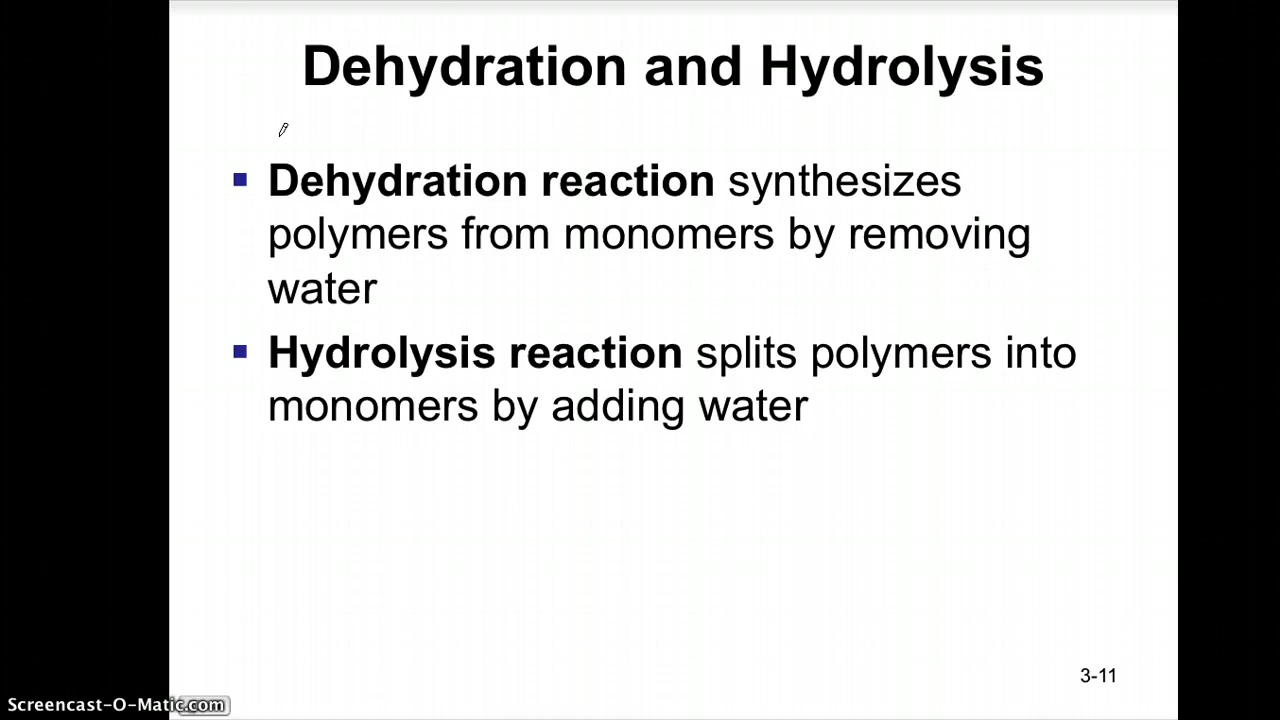 Dehydration and Hydrolysis
Dehydration reaction synthesizes
polymers from monomers by removing
water
Hydrolysis reaction splits polymers into
monomers by adding water
3-11
Screencast-O-Matic.com